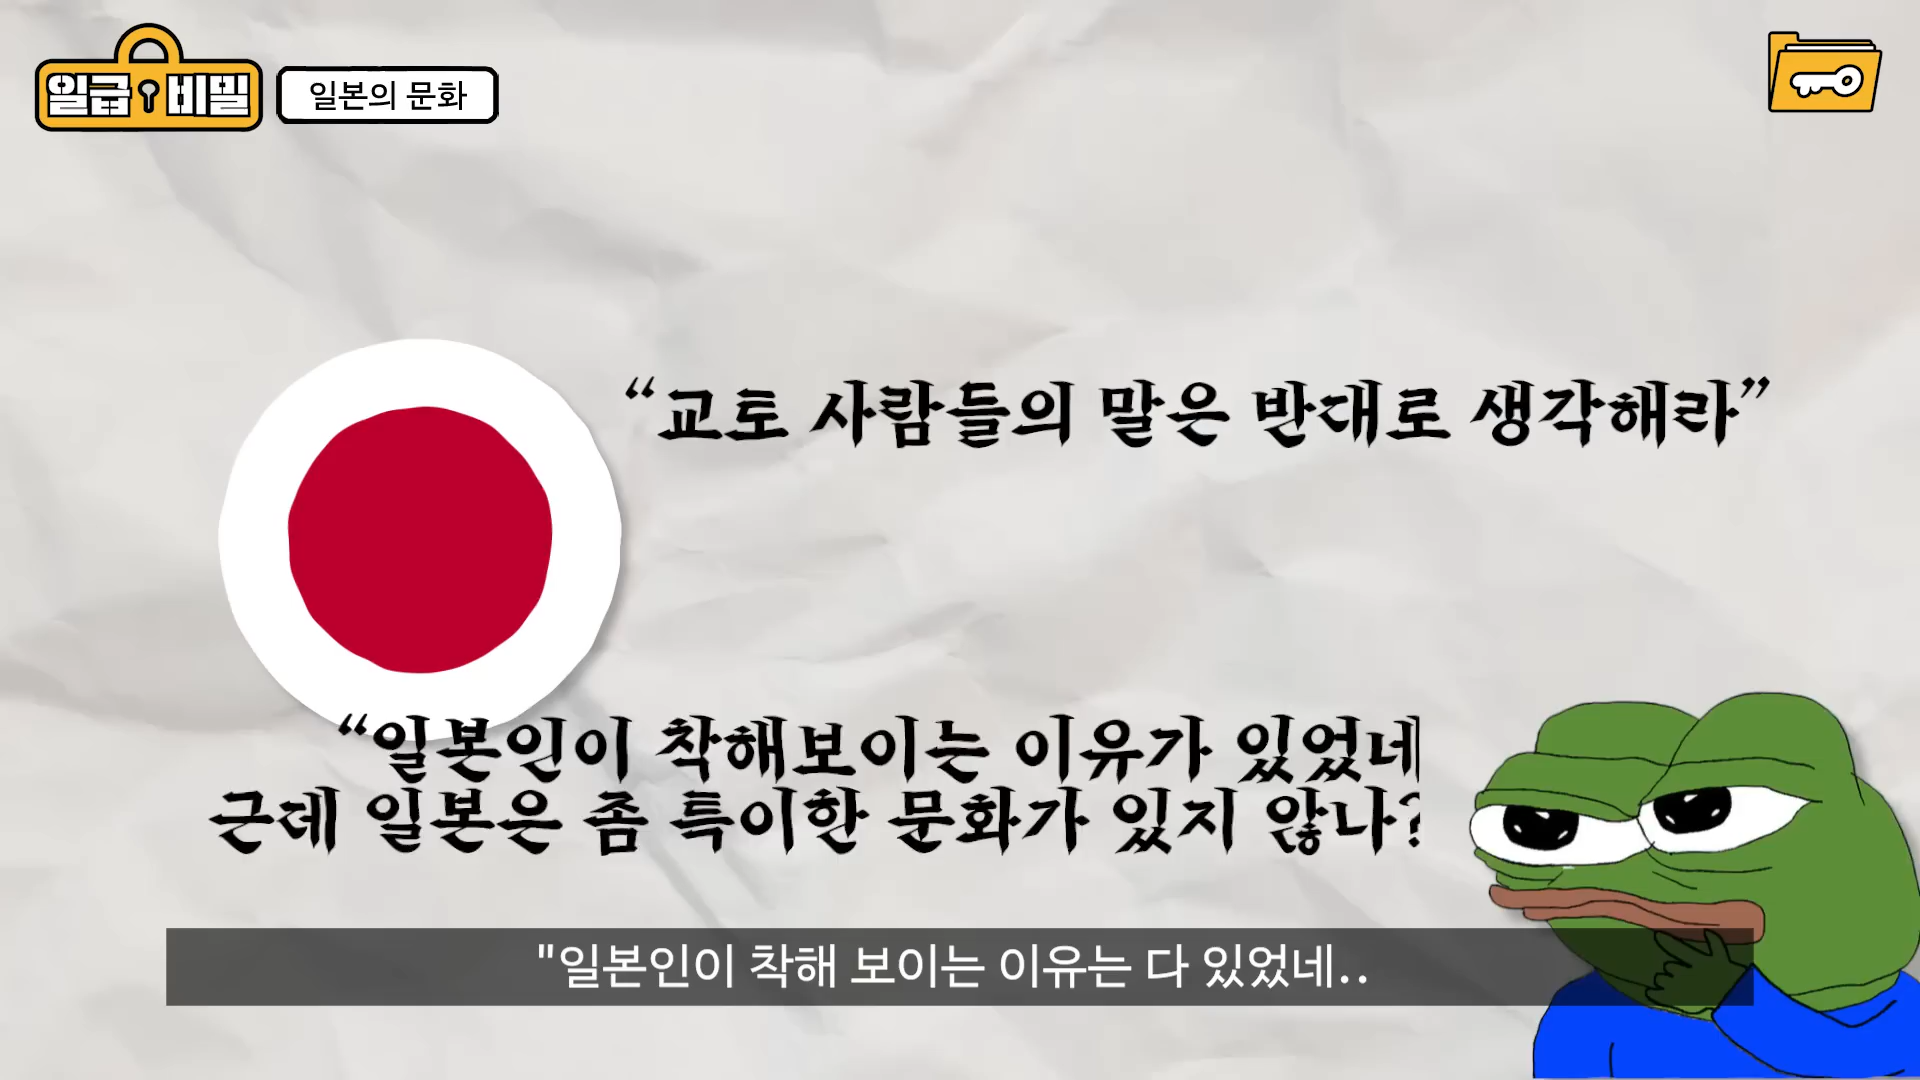 일급비밀
일본의 문화
“교토 사람들의 말은 반대로 생각해라”
“일본인이 착해보이는 이유가 있었네
근데 일본은 좀 특이한 문화가 있지 않나?
"일본인이 착해 보이는 이유는 다 있었네..